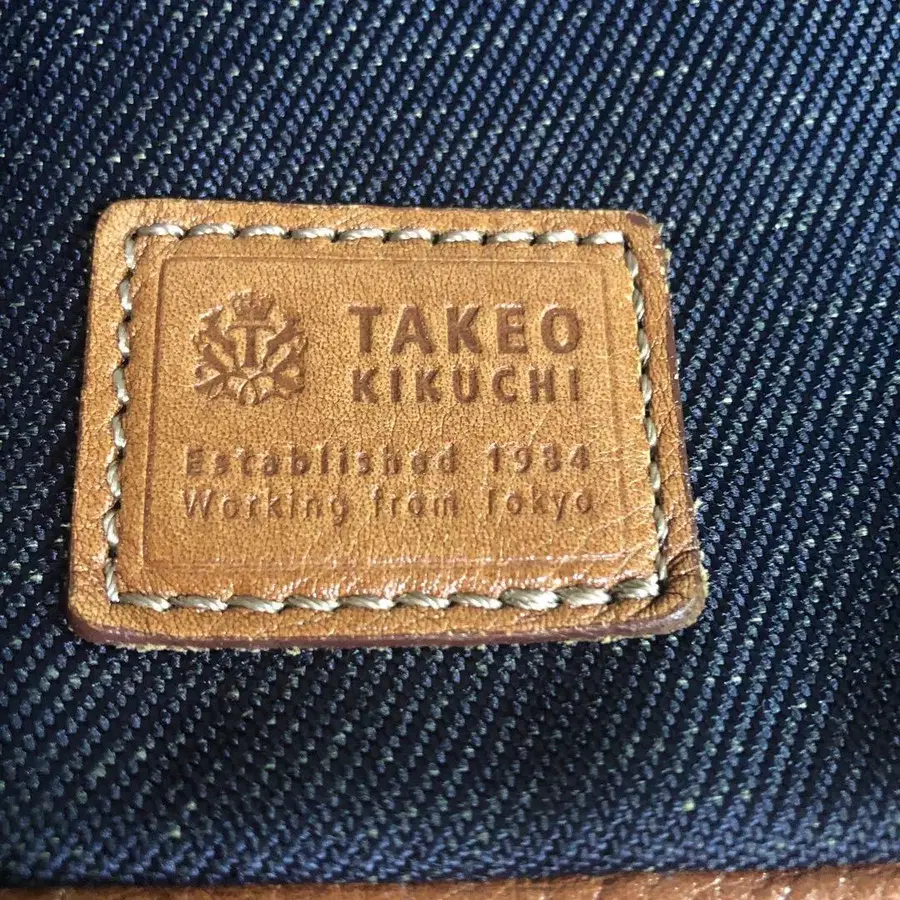 T
TAKEO
KIKUCHI
Established 1984
Working from Tokyo